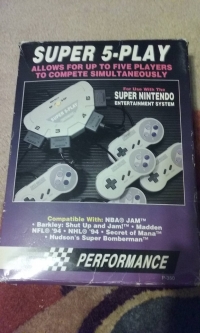 SUPER 5-PLAY
ALLOWS FOR UP TO FIVE PLAYERS
TO COMPETE SIMULTANEOUSLY
For Use With The
SUPER NINTENDO
ENTERTAINMENT SYSTEM
Compatible With: NBA® JAM™
• Barkley: Shut Up and Jam!™ • Madden
NFL® '94 • NHL® '94 • Secret of Mana™
• Hudson's Super Bomberman™
PERFORMANCE